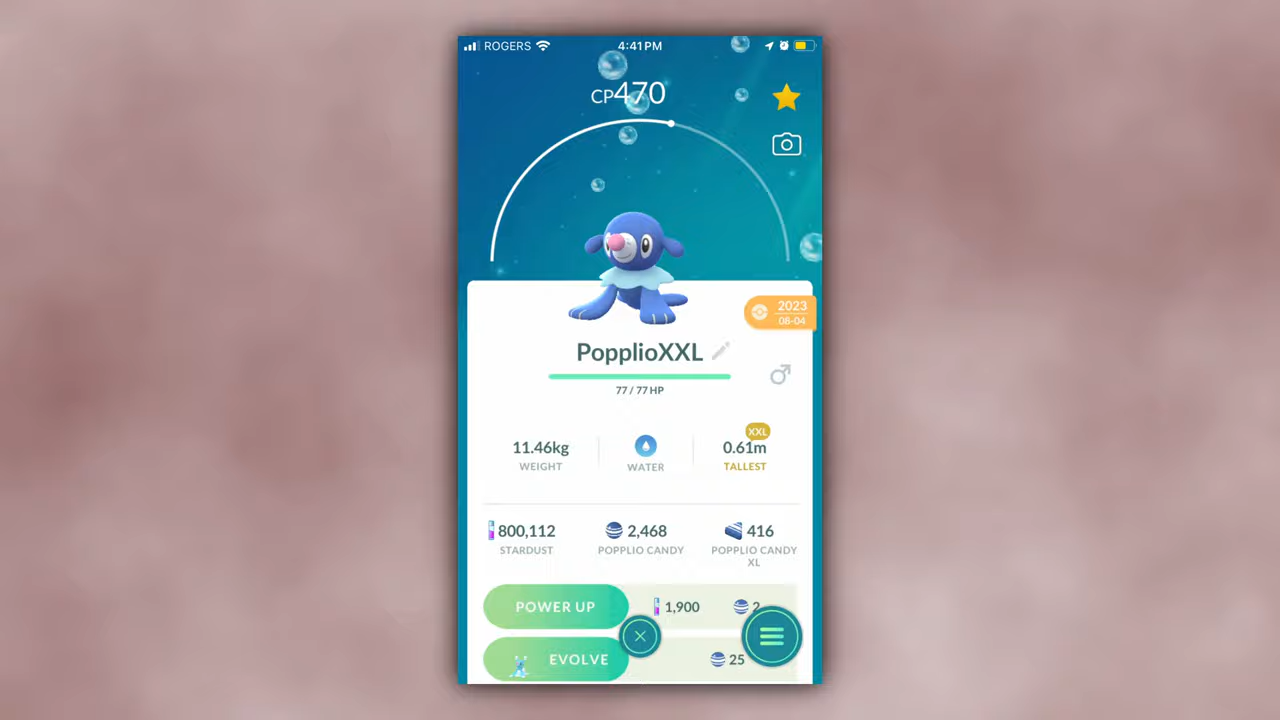 ROGERS 4:41 PM
CP470
2023
08-04
PopplioXXL
77 / 77 HP
XXL
11.46kg 0.61m
WEIGHT WATER TALLEST
800,112 2,468 416
STARDUST POPPLIO CANDY POPPLIO CANDY XL
POWER UP 1,900 2
EVOLVE 25